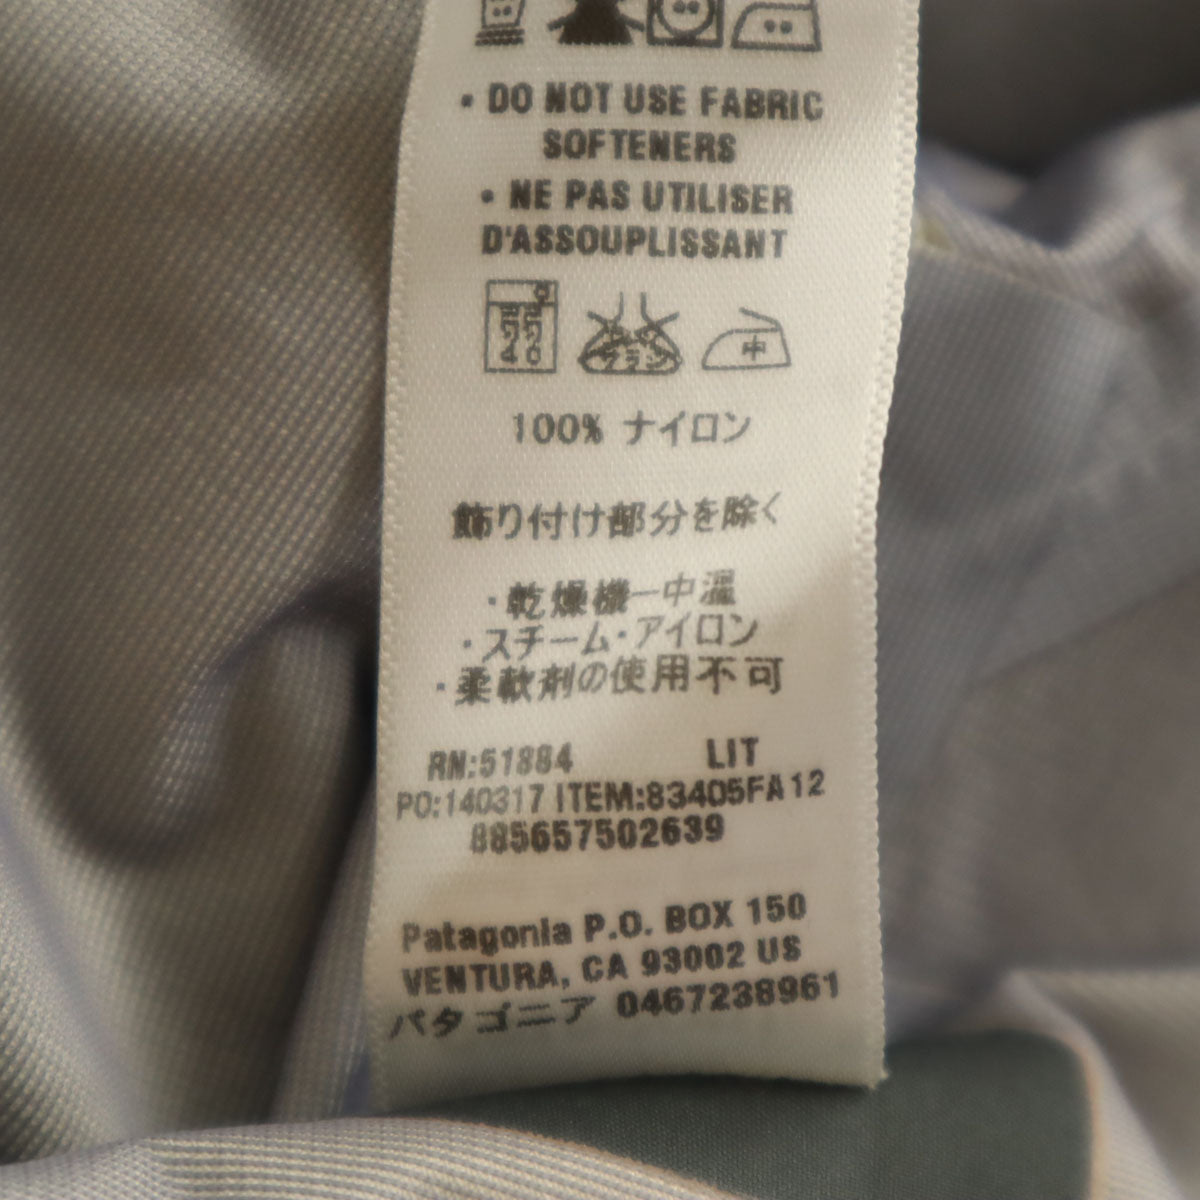 • DO NOT USE FABRIC
SOFTENERS
• NE PAS UTILISER
D'ASSOUPLISSANT
中
100% ナイロン
飾り付け部分を除く
・乾燥機ー中温
・スチーム・アイロン
・柔軟剤の使用不可
RN:51884 LIT
PO:140317 ITEM:83405FA12
885657502639
Patagonia P.O. BOX 150
VENTURA, CA 93002 US
パタゴニア 0467238961